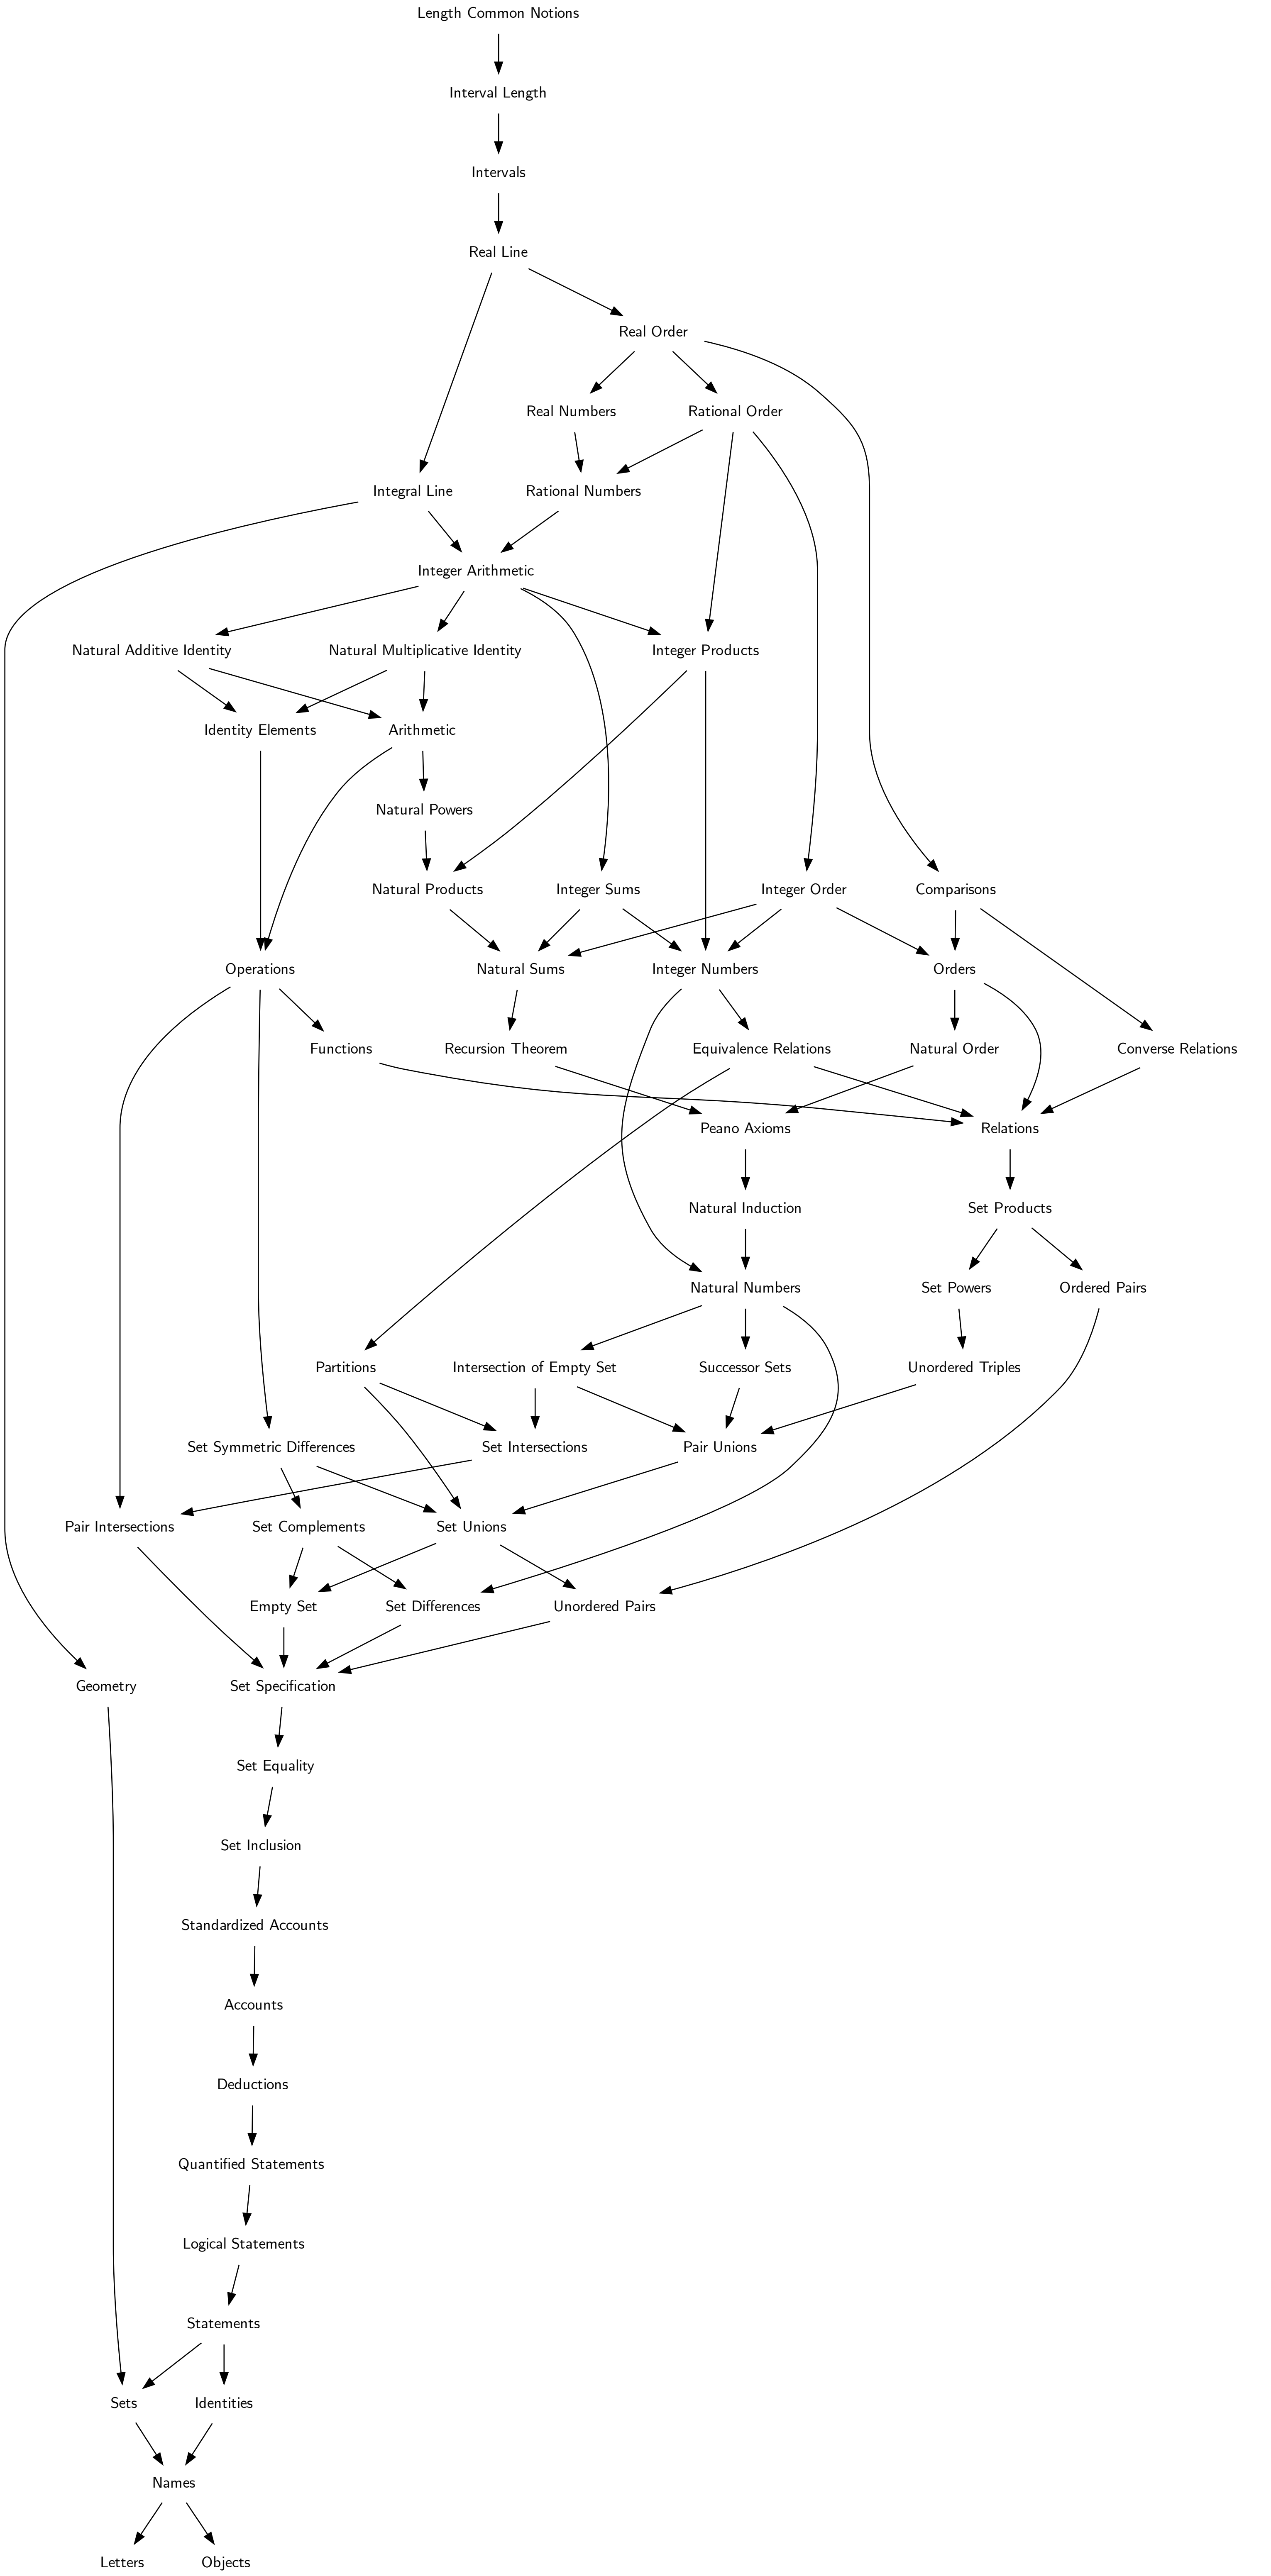 Length Common Notions
Interval Length
Intervals
Real Line
Real Order
Real Numbers
Rational Order
Integral Line
Rational Numbers
Integer Arithmetic
Natural Additive Identity
Natural Multiplicative Identity
Integer Products
Identity Elements
Arithmetic
Natural Powers
Natural Products
Integer Sums
Integer Order
Comparisons
Operations
Natural Sums
Integer Numbers
Orders
Functions
Recursion Theorem
Equivalence Relations
Natural Order
Converse Relations
Peano Axioms
Relations
Natural Induction
Set Products
Natural Numbers
Set Powers
Ordered Pairs
Partitions
Intersection of Empty Set
Successor Sets
Unordered Triples
Set Symmetric Differences
Set Intersections
Pair Unions
Pair Intersections
Set Complements
Set Unions
Empty Set
Set Differences
Unordered Pairs
Geometry
Set Specification
Set Equality
Set Inclusion
Standardized Accounts
Accounts
Deductions
Quantified Statements
Logical Statements
Statements
Sets
Identities
Names
Letters
Objects